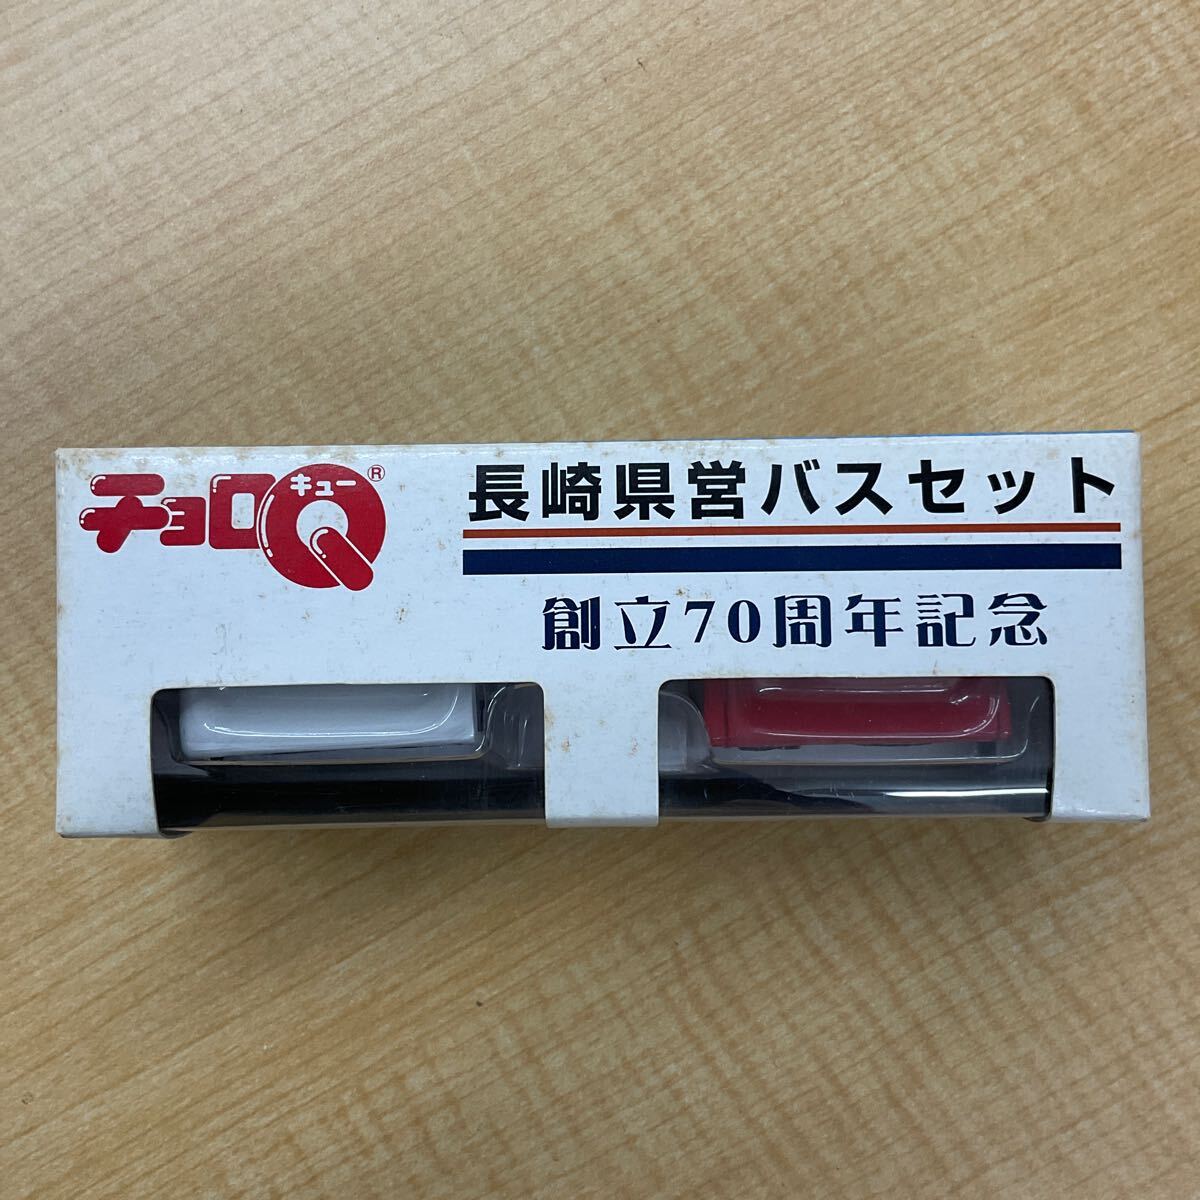 チョロQ キュー ®
長崎県営バスセット
創立70周年記念